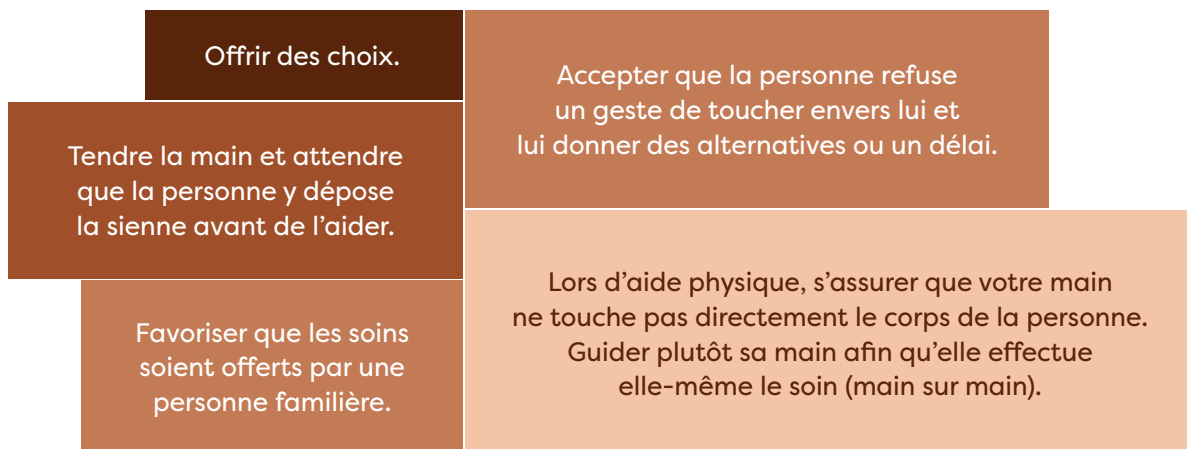 Offrir des choix.
Tendre la main et attendre
que la personne y dépose
la sienne avant de l’aider.
Favoriser que les soins
soient offerts par une
personne familière.
Accepter que la personne refuse
un geste de toucher envers lui et
lui donner des alternatives ou un délai.
Lors d’aide physique, s’assurer que votre main
ne touche pas directement le corps de la personne.
Guider plutôt sa main afin qu’elle effectue
elle-même le soin (main sur main).